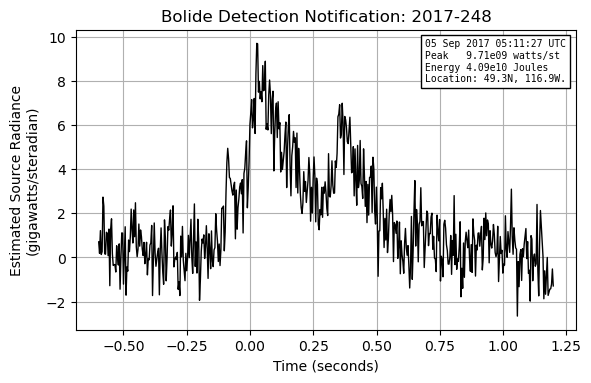 Bolide Detection Notification: 2017-248
05 Sep 2017 05:11:27 UTC
Peak   9.71e09 watts/st
Energy 4.09e10 Joules
Location: 49.3N, 116.9W.
Estimated Source Radiance
(gigawatts/steradian)
10
8
6
4
2
0
−2
−0.50
−0.25
0.00
0.25
0.50
0.75
1.00
1.25
Time (seconds)